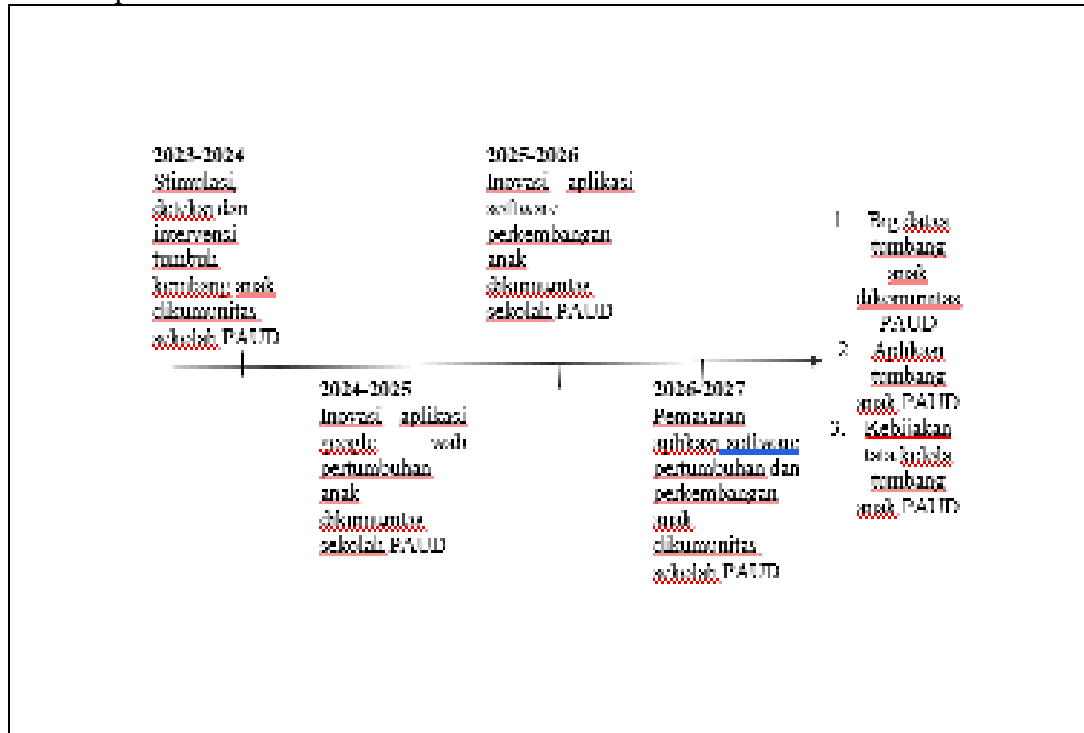 2023-2024
Stimulasi
deteksi dan
intervensi
tumbuh
kembang anak
dikomunitas
sekolah PAUD
2025-2026
Inovasi aplikasi
software
perkembangan
anak
dikomunitas
sekolah PAUD
2024-2025
Inovasi aplikasi
google web
pertumbuhan
anak
dikomunitas
sekolah PAUD
2026-2027
Pemasaran
aplikasi software
pertumbuhan dan
perkembangan
anak
dikumunitas
sekolah PAUD
1. Big datas
tumbang
anak
dikomunitas
PAUD
2. Aplikasi
tumbang
anak PAUD
3. Kebijakan
tata kelola
tumbang
anak PAUD